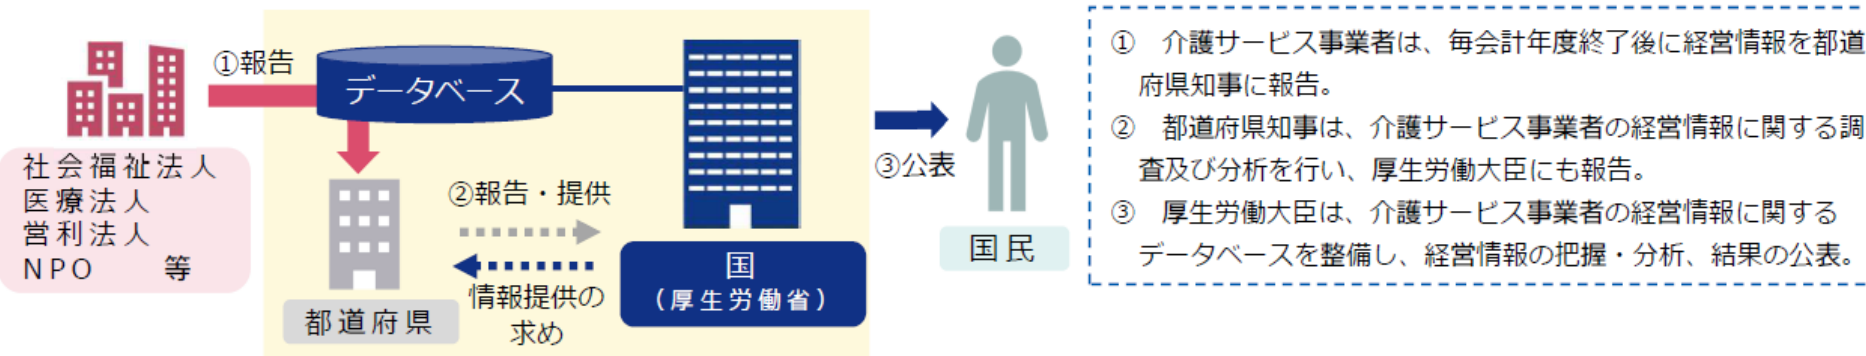 ①報告
データベース
社会福祉法人
医療法人
営利法人
NPO 等
②報告・提供
情報提供の
求め
都道府県
国
（厚生労働省）
③公表
国民
① 介護サービス事業者は、毎会計年度終了後に経営情報を都道
府県知事に報告。
② 都道府県知事は、介護サービス事業者の経営情報に関する調
査及び分析を行い、厚生労働大臣にも報告。
③ 厚生労働大臣は、介護サービス事業者の経営情報に関する
データベースを整備し、経営情報の把握・分析、結果の公表。